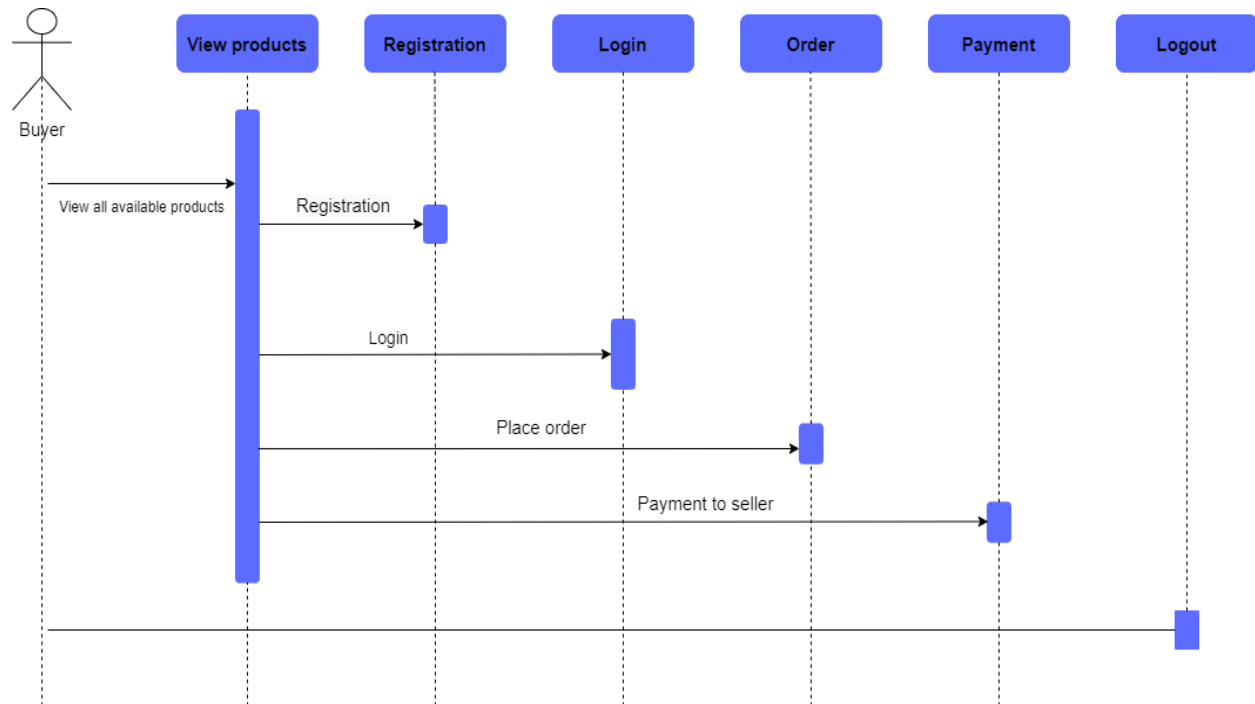 View products
Registration
Login
Order
Payment
Logout
Buyer
View all available products
Registration
Login
Place order
Payment to seller